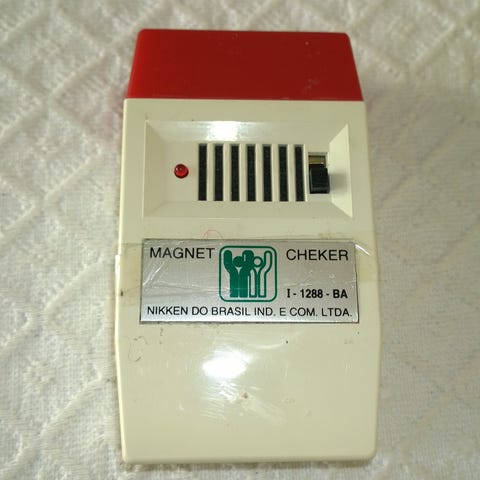 MAGNET CHEKER
I - 1288 - BA
NIKKEN DO BRASIL IND. E COM. LTDA.